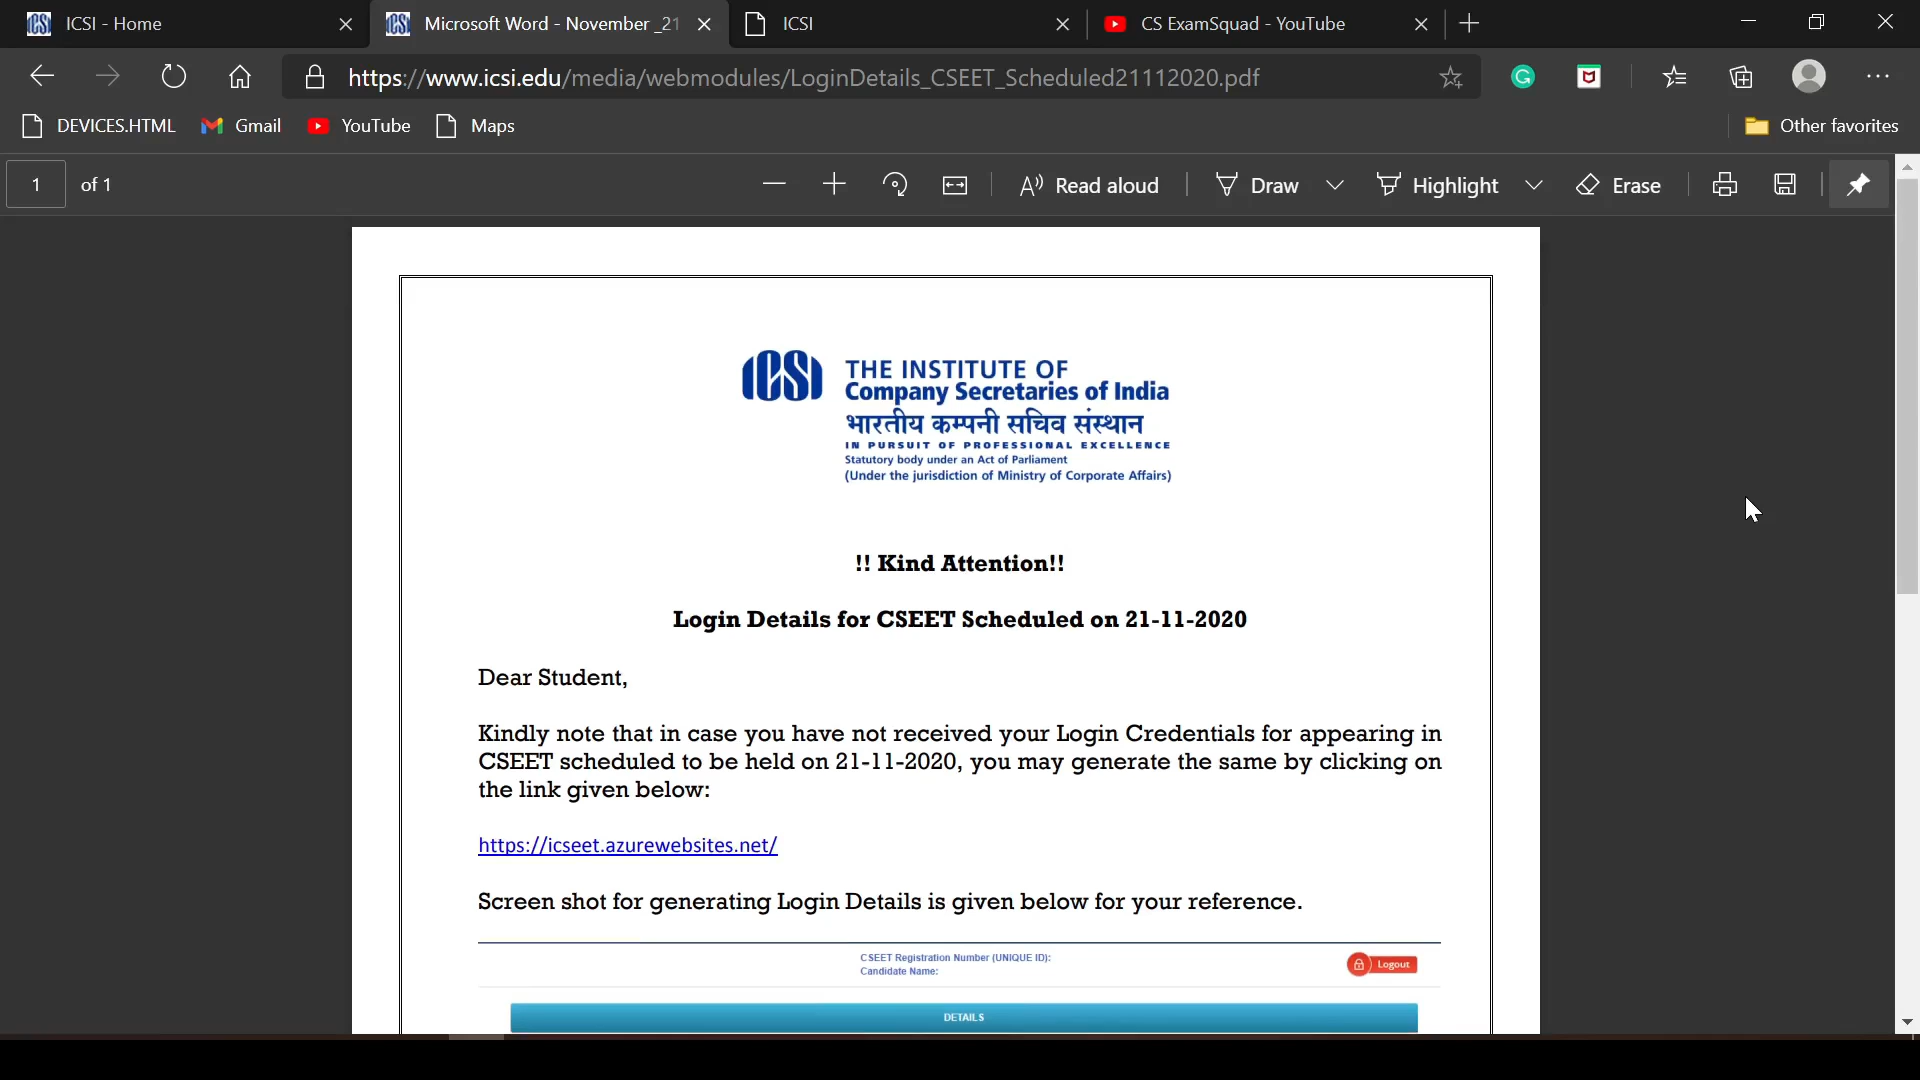 ICSI - Home
Microsoft Word - November _21
ICSI
CS ExamSquad - YouTube
https://www.icsi.edu/media/webmodules/LoginDetails_CSEET_Scheduled21112020.pdf
DEVICES.HTML
Gmail
YouTube
Maps
Other favorites
1
of 1
Read aloud
Draw
Highlight
Erase
ICSI
THE INSTITUTE OF
Company Secretaries of India
भारतीय कम्पनी सचिव संस्थान
IN PURSUIT OF PROFESSIONAL EXCELLENCE
Statutory body under an Act of Parliament
(Under the jurisdiction of Ministry of Corporate Affairs)
!! Kind Attention!!
Login Details for CSEET Scheduled on 21-11-2020
Dear Student,
Kindly note that in case you have not received your Login Credentials for appearing in
CSEET scheduled to be held on 21-11-2020, you may generate the same by clicking on
the link given below:
https://icseet.azurewebsites.net/
Screen shot for generating Login Details is given below for your reference.
CSEET Registration Number (UNIQUE ID):
Candidate Name:
Logout
DETAILS